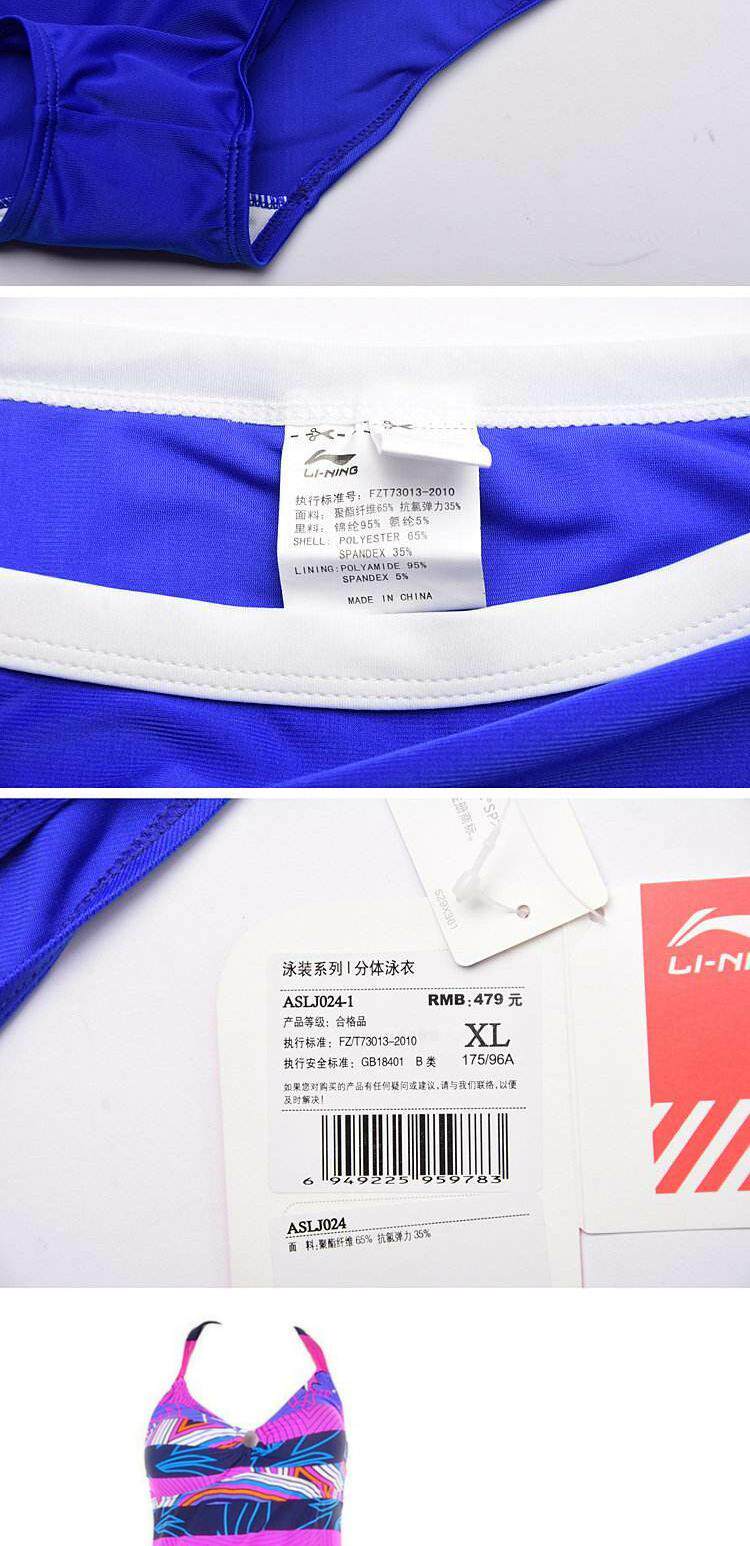 LI-NING
执行标准号: FZT73013-2010
面料: 聚酯纤维65% 抗氯弹力35%
里料: 锦纶95% 氨纶5%
SHELL: POLYESTER 65%
SPANDEX 35%
LINING:POLYAMIDE 95%
SPANDEX 5%
MADE IN CHINA
册商标
S29X361
LI-NI
泳装系列 | 分体泳衣
ASLJ024-1 RMB:479 元
产品等级: 合格品
执行标准: FZ/T73013-2010 XL
执行安全标准: GB18401 B 类 175/96A
如果您对购买的产品有任何疑问或建议,请与我们联络,以便
及时解决!
6 949225 959783
ASLJ024
面 料:聚酯纤维 65% 抗氯弹力 35%